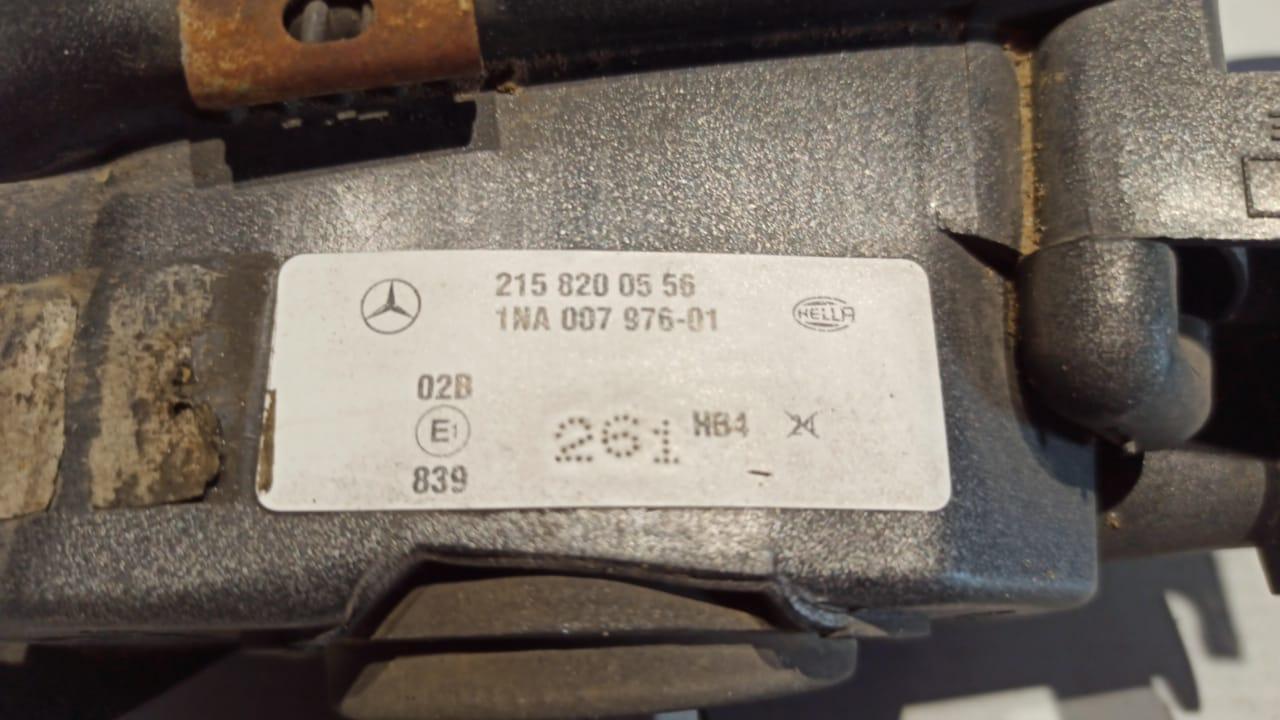 215 820 05 56
1NA 007 976-01
HELLA
02B
E1
839
261 HB4